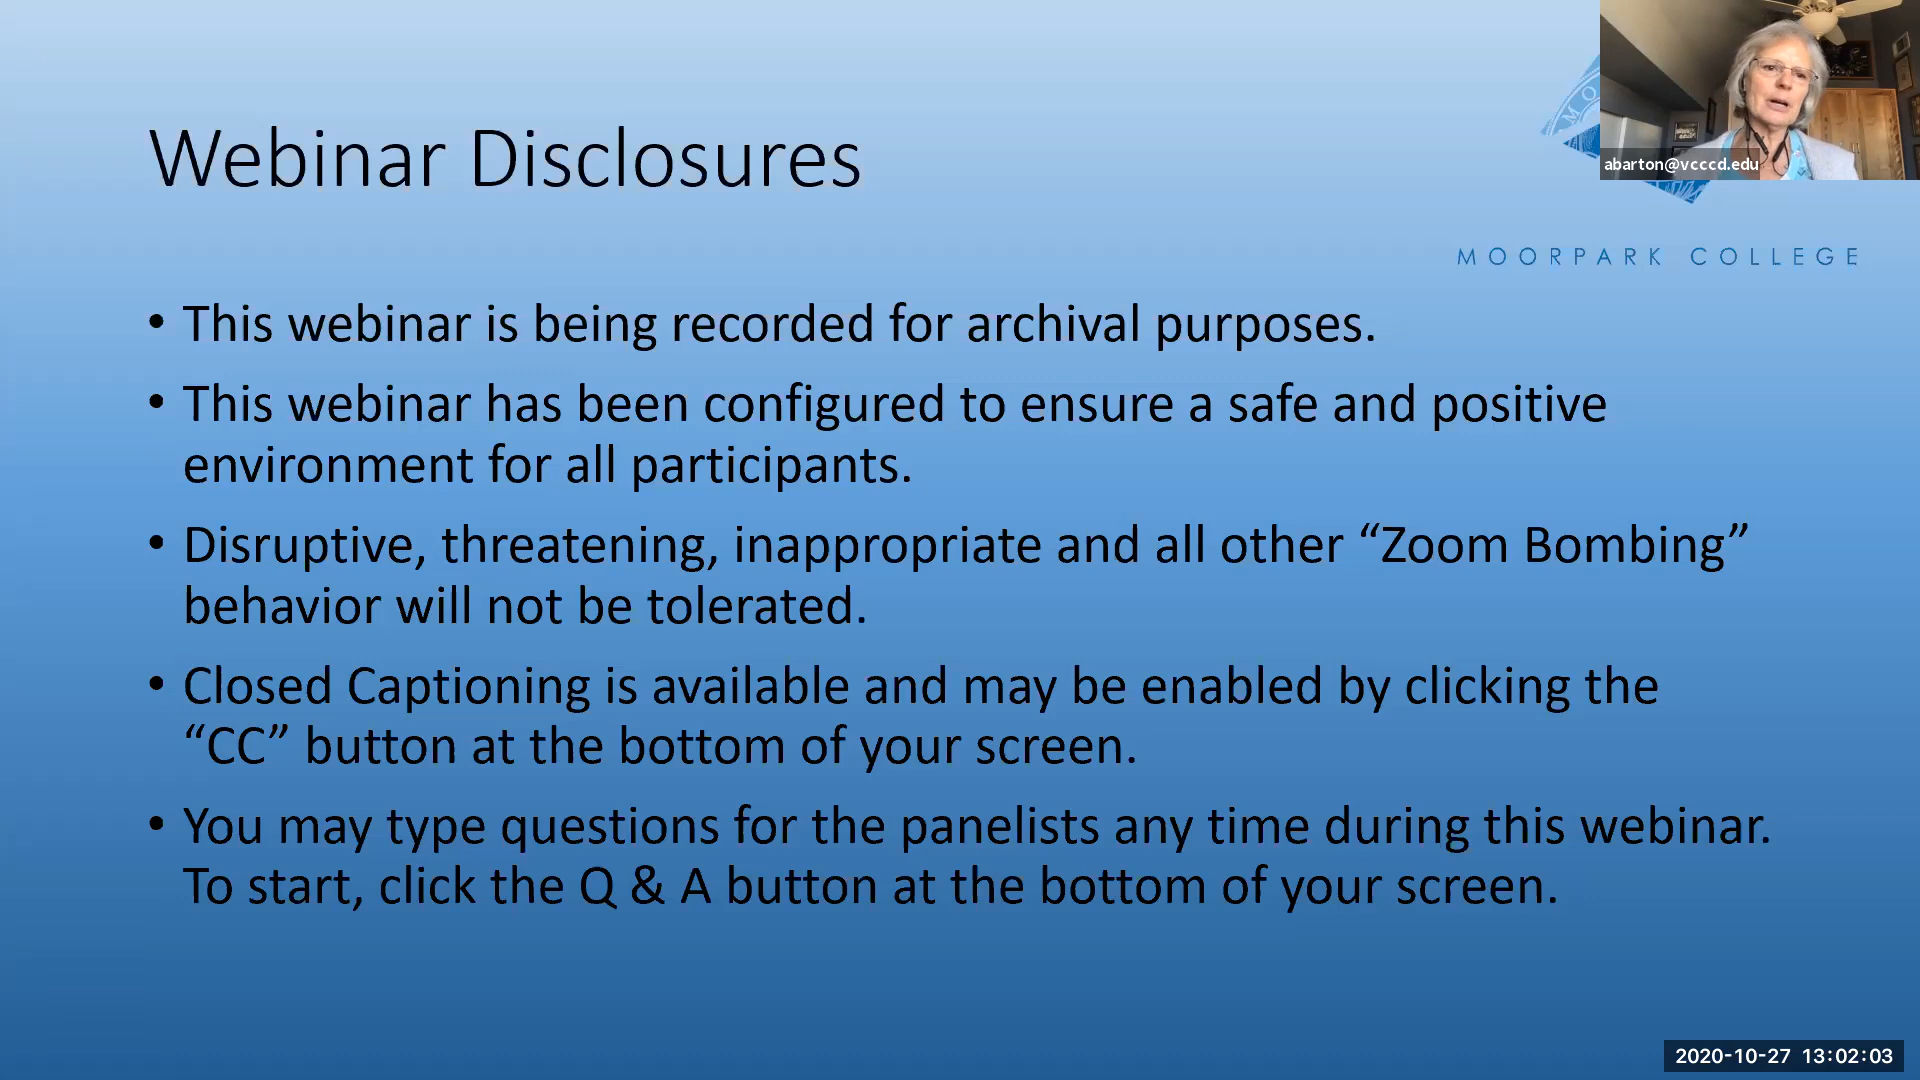 Webinar Disclosures
abarton@vcccd.edu
MOORPARK COLLEGE
• This webinar is being recorded for archival purposes.
• This webinar has been configured to ensure a safe and positive
environment for all participants.
• Disruptive, threatening, inappropriate and all other “Zoom Bombing”
behavior will not be tolerated.
• Closed Captioning is available and may be enabled by clicking the
“CC” button at the bottom of your screen.
• You may type questions for the panelists any time during this webinar.
To start, click the Q & A button at the bottom of your screen.
2020-10-27 13:02:03